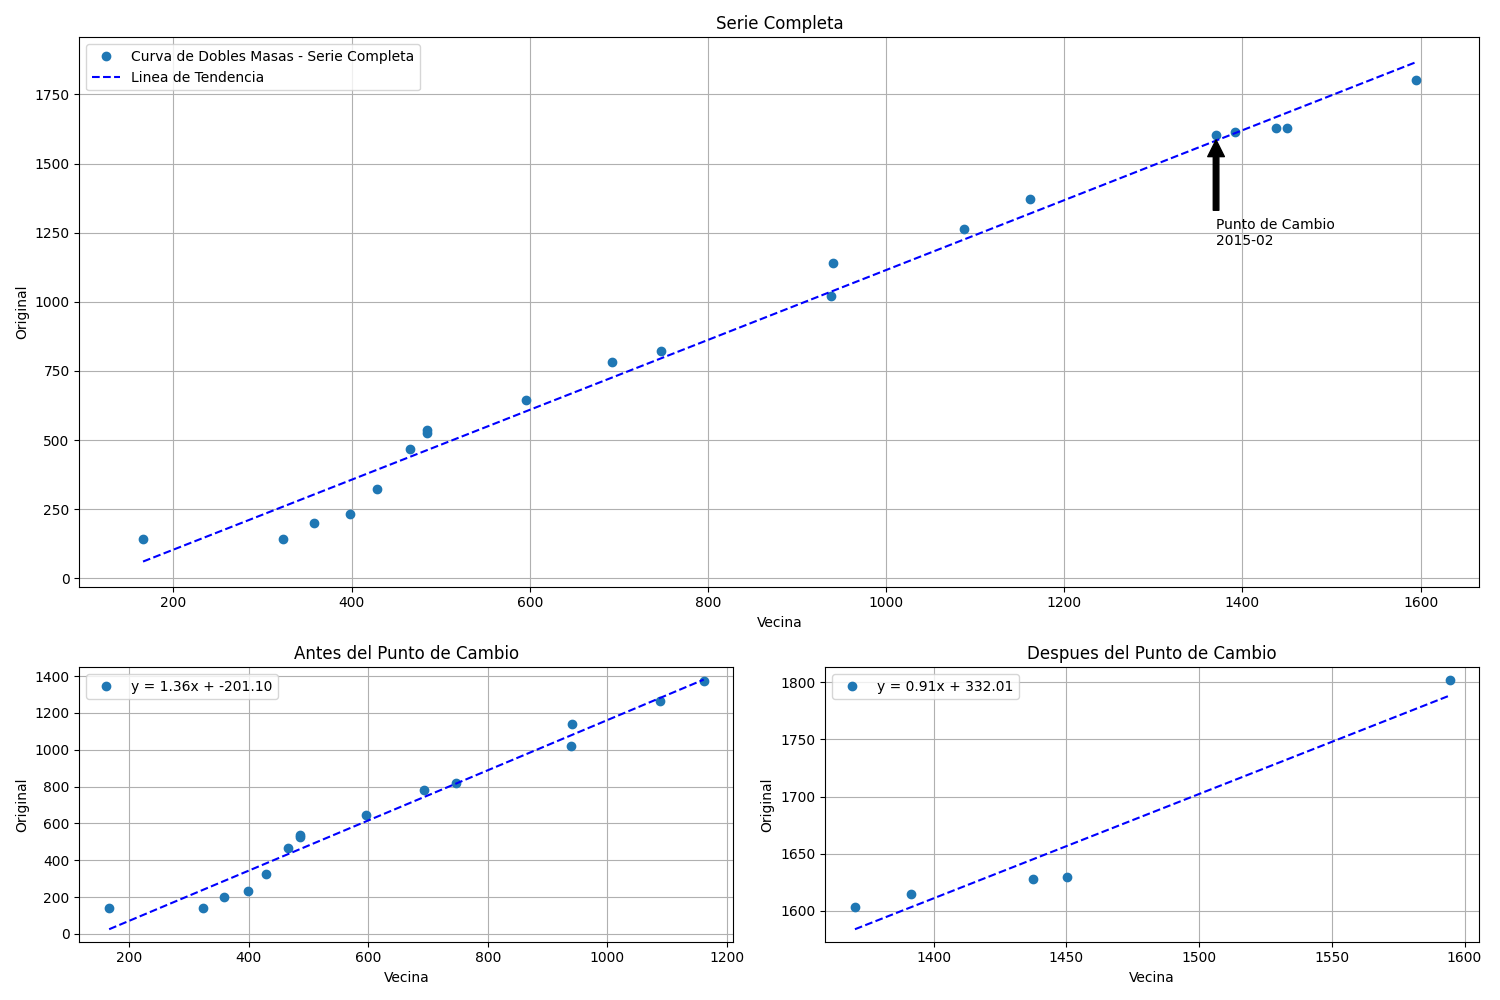 Serie Completa
Curva de Dobles Masas - Serie Completa
Linea de Tendencia
1750
1500
1250
1000
750
500
250
0
Original
Punto de Cambio
2015-02
200 400 600 800 1000 1200 1400 1600
Vecina
Antes del Punto de Cambio
y = 1.36x + -201.10
1400
1200
1000
800
600
400
200
0
Original
200 400 600 800 1000 1200
Vecina
Despues del Punto de Cambio
y = 0.91x + 332.01
1800
1750
1700
1650
1600
Original
1400 1450 1500 1550 1600
Vecina